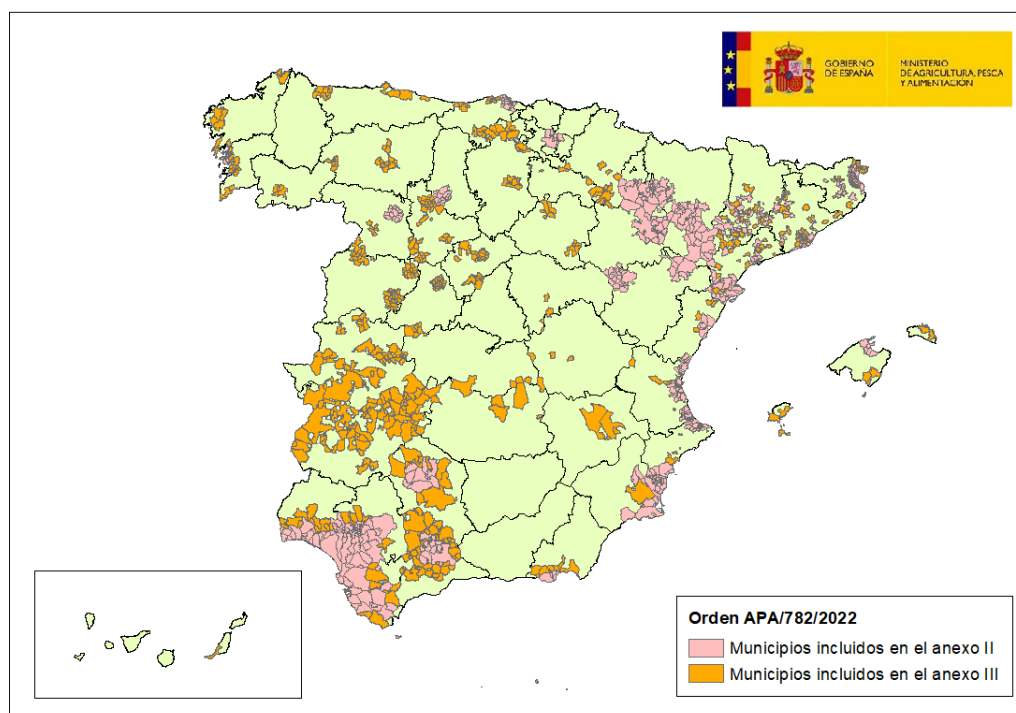 GOBIERNO
DE ESPAÑA
MINISTERIO
DE AGRICULTURA, PESCA
Y ALIMENTACIÓN
Orden APA/782/2022
Municipios incluidos en el anexo II
Municipios incluidos en el anexo III